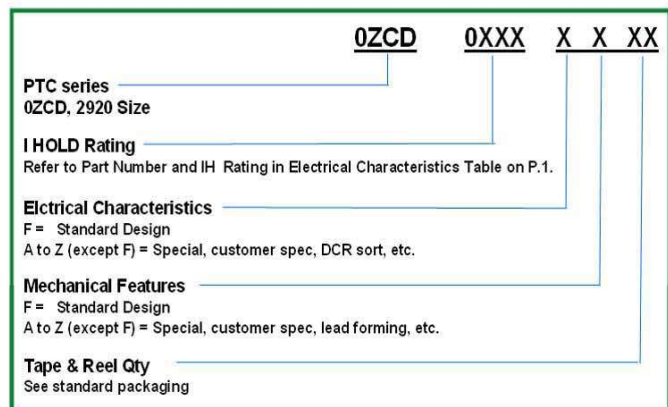 0ZCD 0XXX X X XX
PTC series
0ZCD, 2920 Size
I HOLD Rating
Refer to Part Number and IH Rating in Electrical Characteristics Table on P.1.
Elctrical Characteristics
F = Standard Design
A to Z (except F) = Special, customer spec, DCR sort, etc.
Mechanical Features
F = Standard Design
A to Z (except F) = Special, customer spec, lead forming, etc.
Tape & Reel Qty
See standard packaging